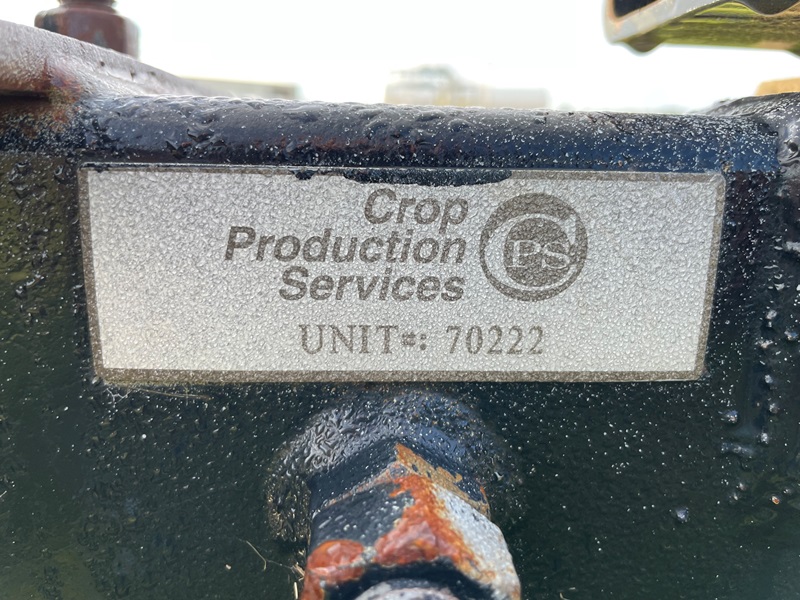 Crop
Production
Services
CPS
UNIT#: 70222